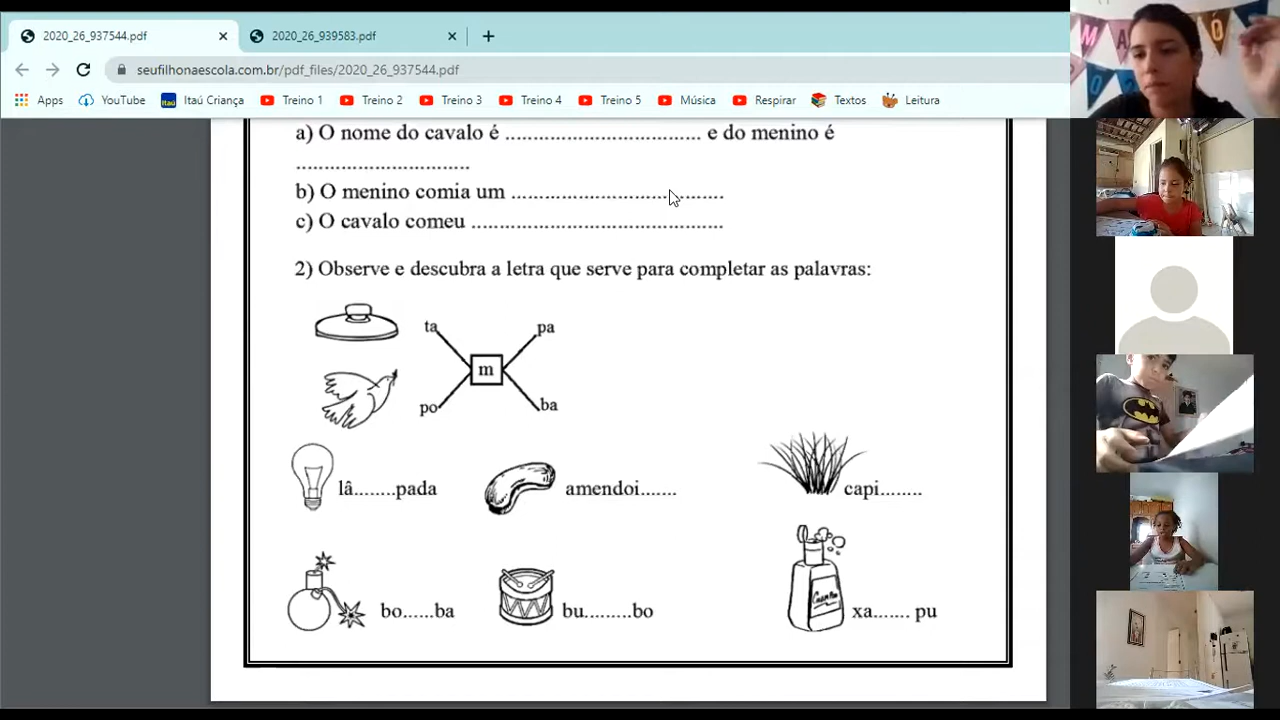 2020_26_937544.pdf
2020_26_939583.pdf
seufilhonaescola.com.br/pdf_files/2020_26_937544.pdf
Apps YouTube Itaú Criança Treino 1 Treino 2 Treino 3 Treino 4 Treino 5 Música Respirar Textos Leitura
a) O nome do cavalo é .................................. e do menino é
..............................
b) O menino comia um .....................................
c) O cavalo comeu ............................................
2) Observe e descubra a letra que serve para completar as palavras:
ta pa
m
po ba
lâ........pada amendoi....... capi........
bo......ba bu.........bo xa....... pu